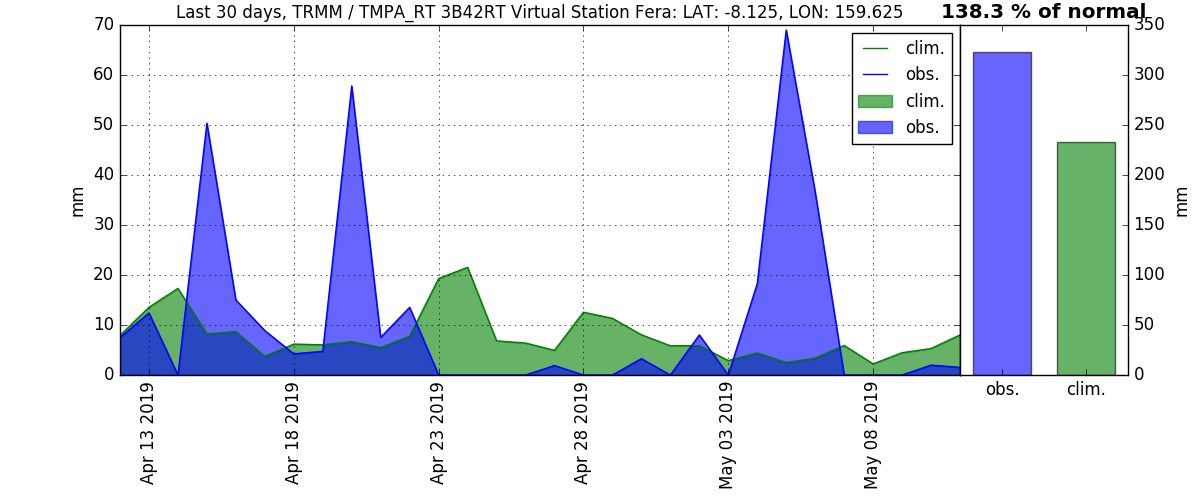 Last 30 days, TRMM / TMPA_RT 3B42RT Virtual Station Fera: LAT: -8.125, LON: 159.625
138.3 % of normal
70
60
50
40
30
20
10
0
mm
clim.
obs.
clim.
obs.
Apr 13 2019
Apr 18 2019
Apr 23 2019
Apr 28 2019
May 03 2019
May 08 2019
350
300
250
200
150
100
50
0
mm
obs.
clim.